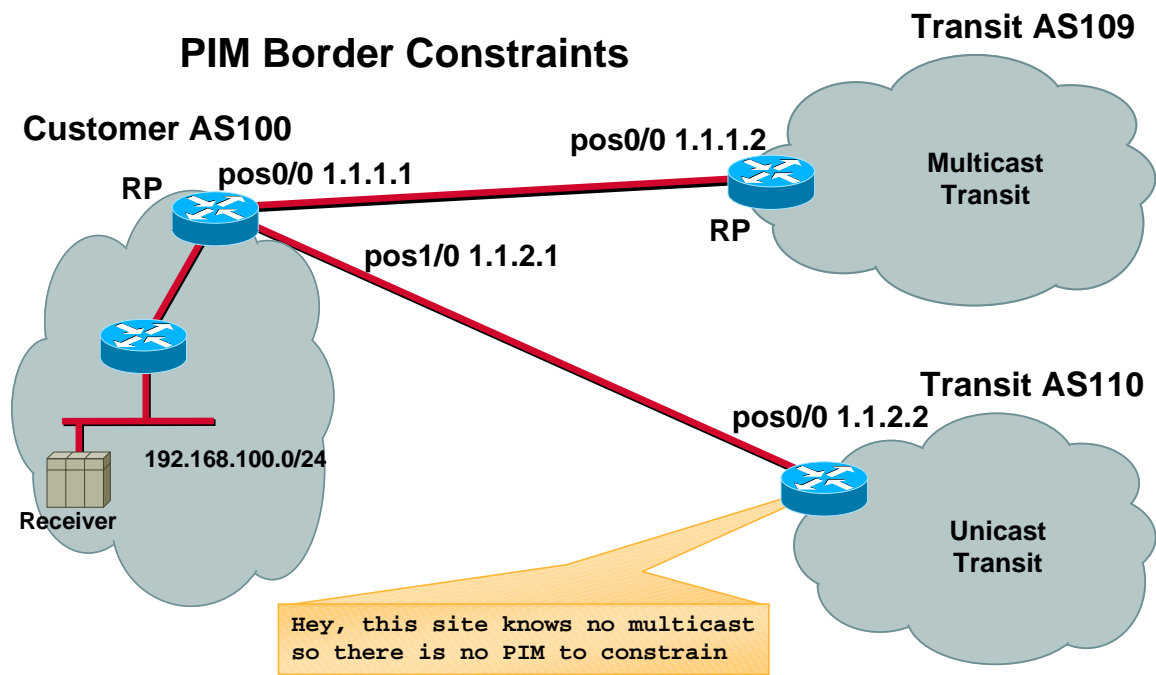 Transit AS109
PIM Border Constraints
Customer AS100
pos0/0 1.1.1.2
Multicast
Transit
pos0/0 1.1.1.1
RP
RP
pos1/0 1.1.2.1
Transit AS110
pos0/0 1.1.2.2
192.168.100.0/24
Receiver
Unicast
Transit
Hey, this site knows no multicast
so there is no PIM to constrain